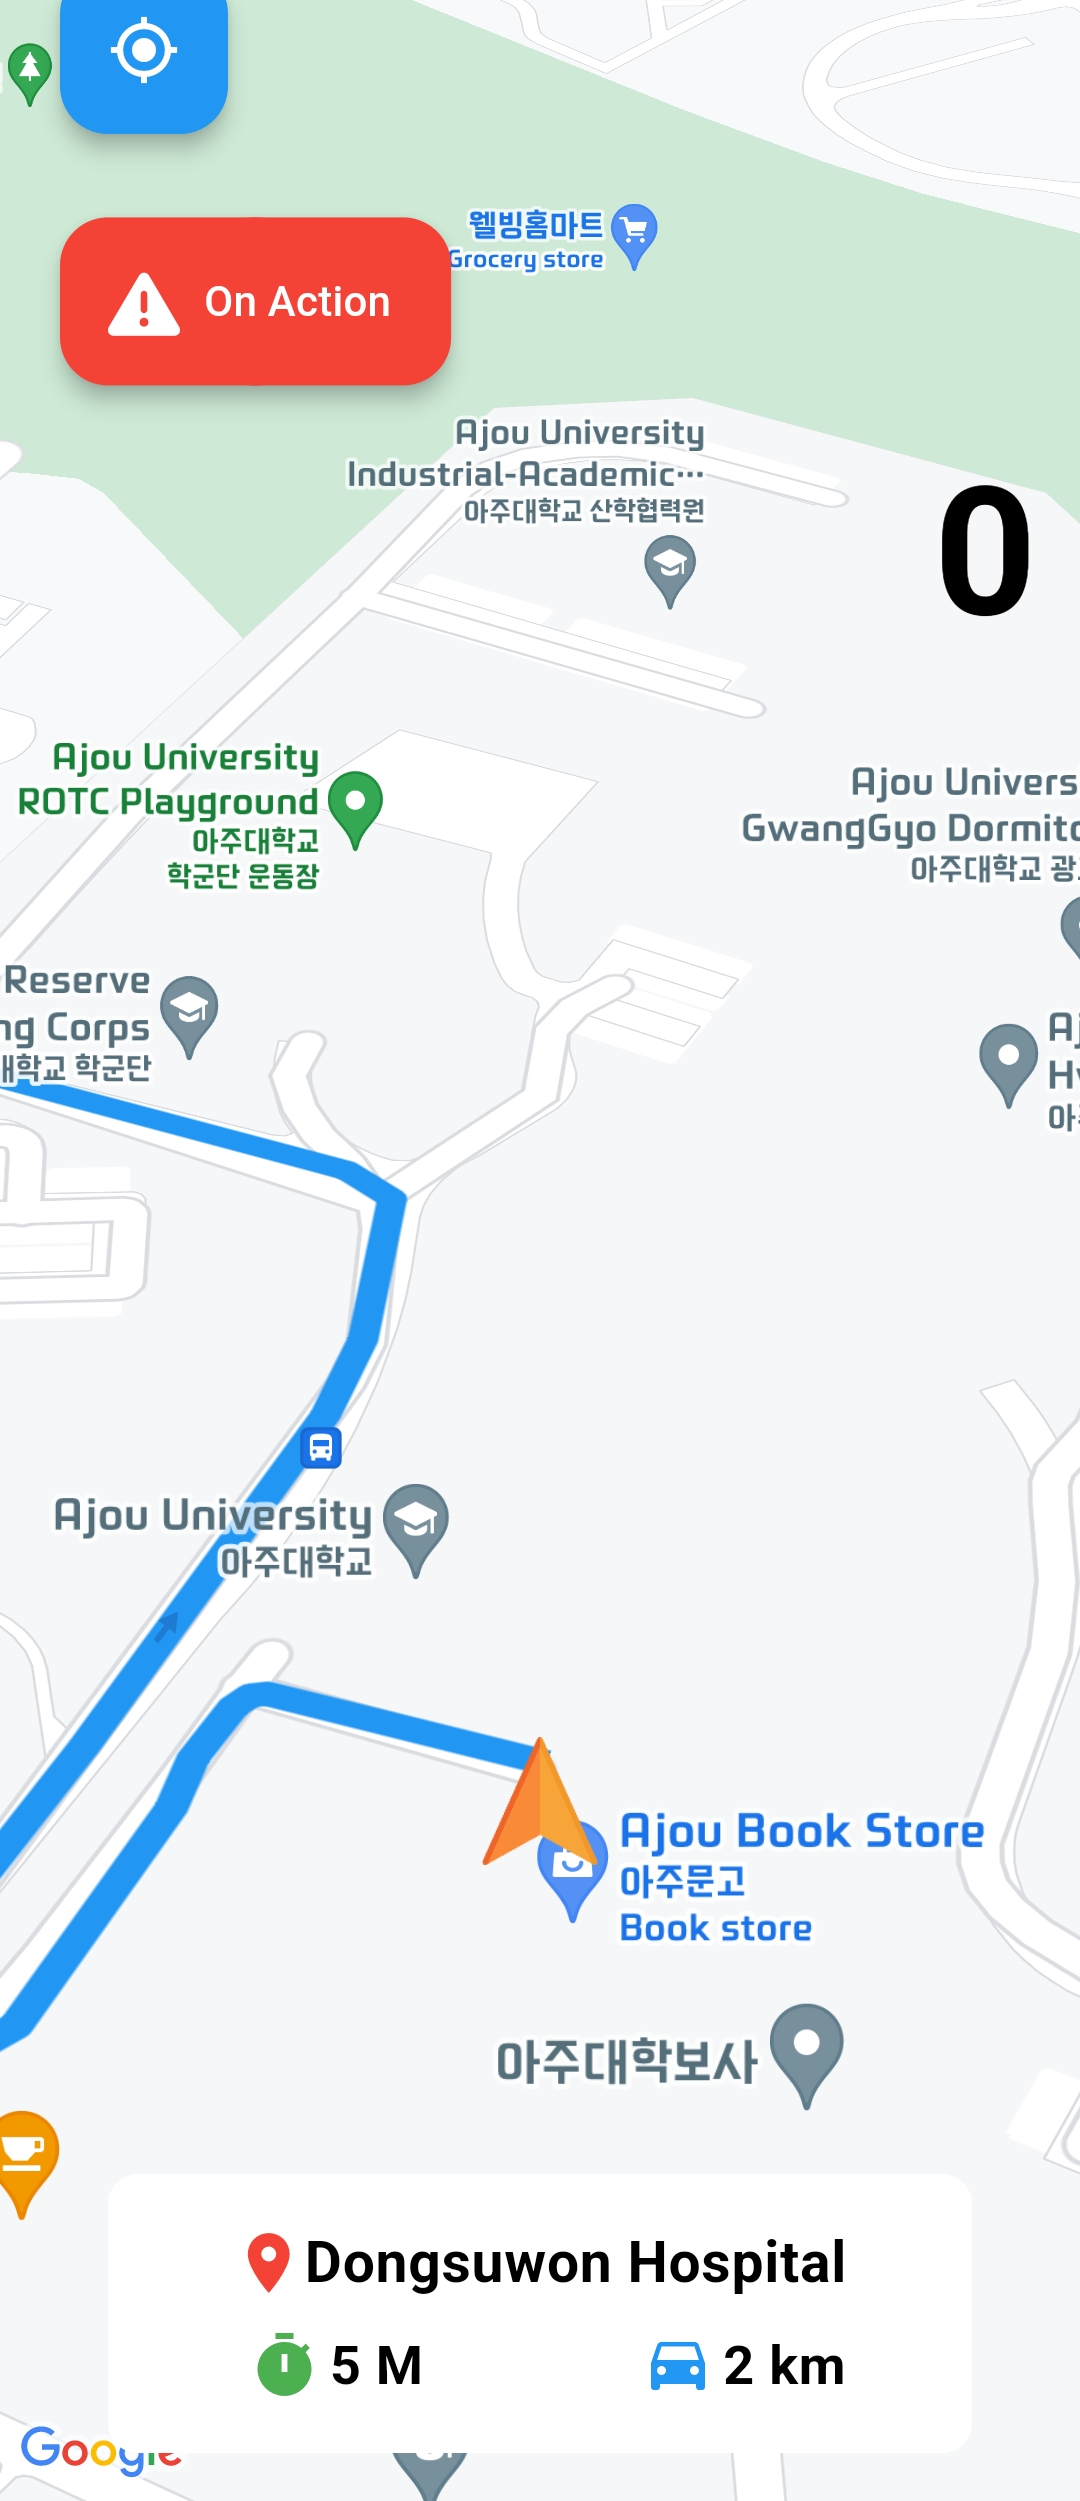 웰빙홈마트
Grocery store
On Action
Ajou University
Industrial-Academic...
아주대학교 산학협력원
0
Ajou University
ROTC Playground
아주대학교
학군단 운동장
Ajou Univers
GwangGyo Dormito
아주대학교 광
Reserve
ng Corps
대학교 학군단
Aj
Hy
아
Ajou University
아주대학교
Ajou Book Store
아주문고
Book store
아주대학보사
Dongsuwon Hospital
5 M
2 km
Google